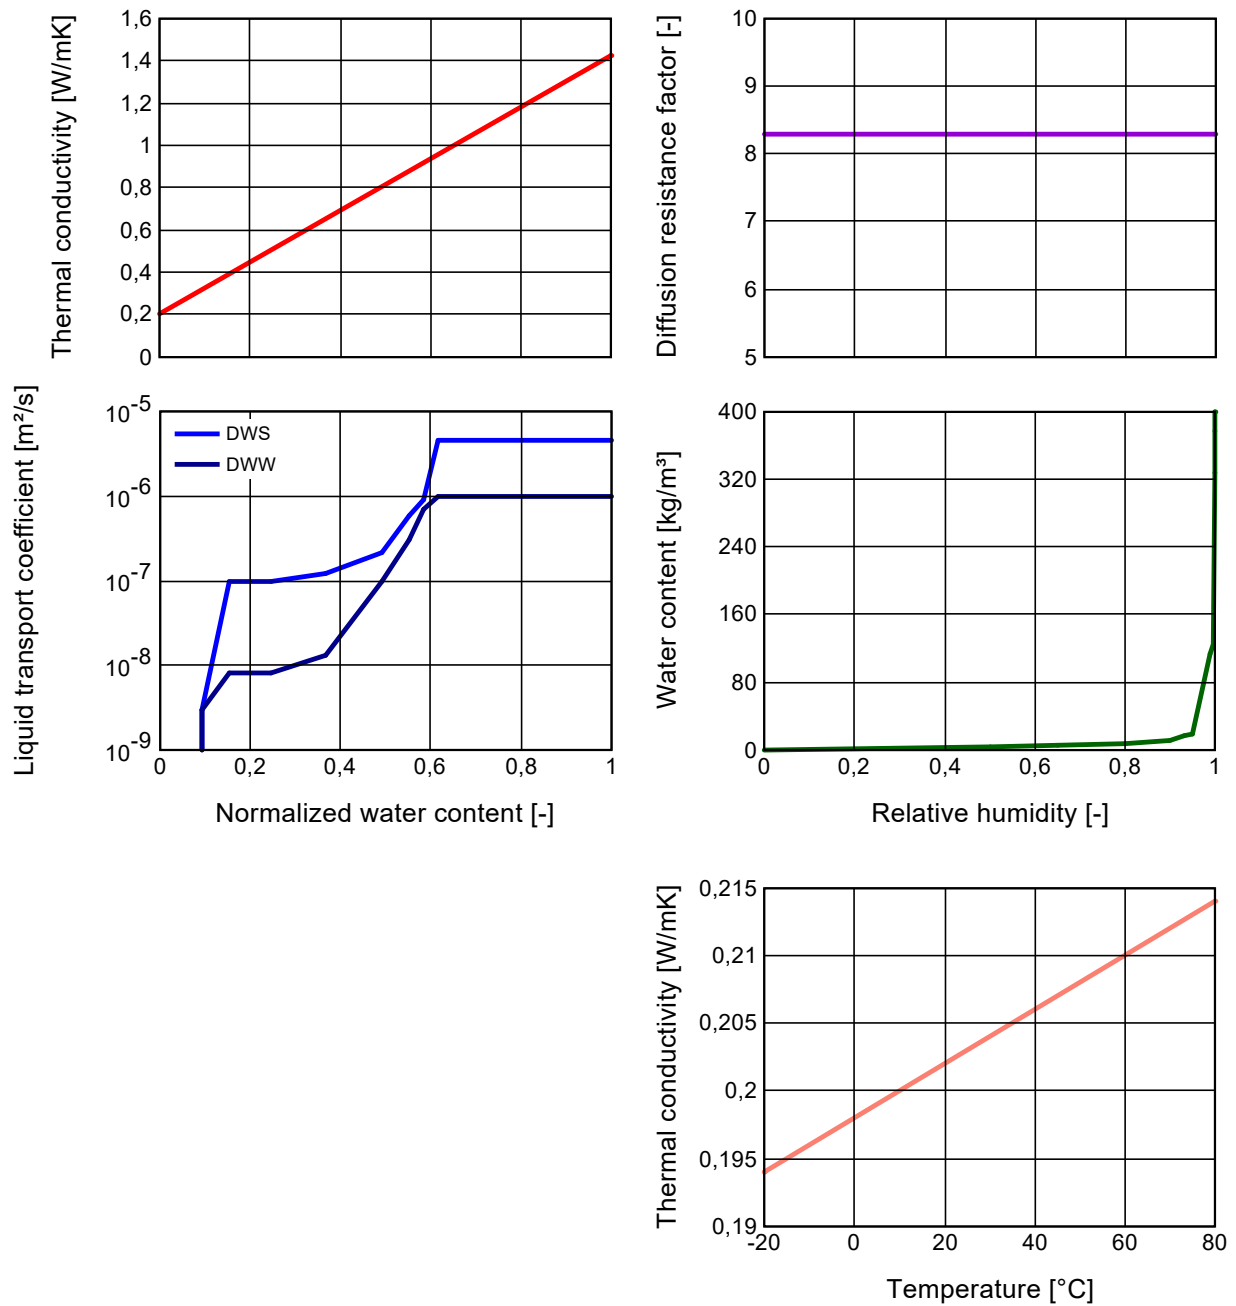 Thermal conductivity [W/mK]
1,6
1,4
1,2
1
0,8
0,6
0,4
0,2
0
Diffusion resistance factor [-]
10
9
8
7
6
5
Liquid transport coefficient [m²/s]
10-5
10-6
10-7
10-8
10-9
DWS
DWW
0 0,2 0,4 0,6 0,8 1
Normalized water content [-]
Water content [kg/m³]
400
320
240
160
80
0
0 0,2 0,4 0,6 0,8 1
Relative humidity [-]
Thermal conductivity [W/mK]
0,215
0,21
0,205
0,2
0,195
0,19
-20 0 20 40 60 80
Temperature [°C]